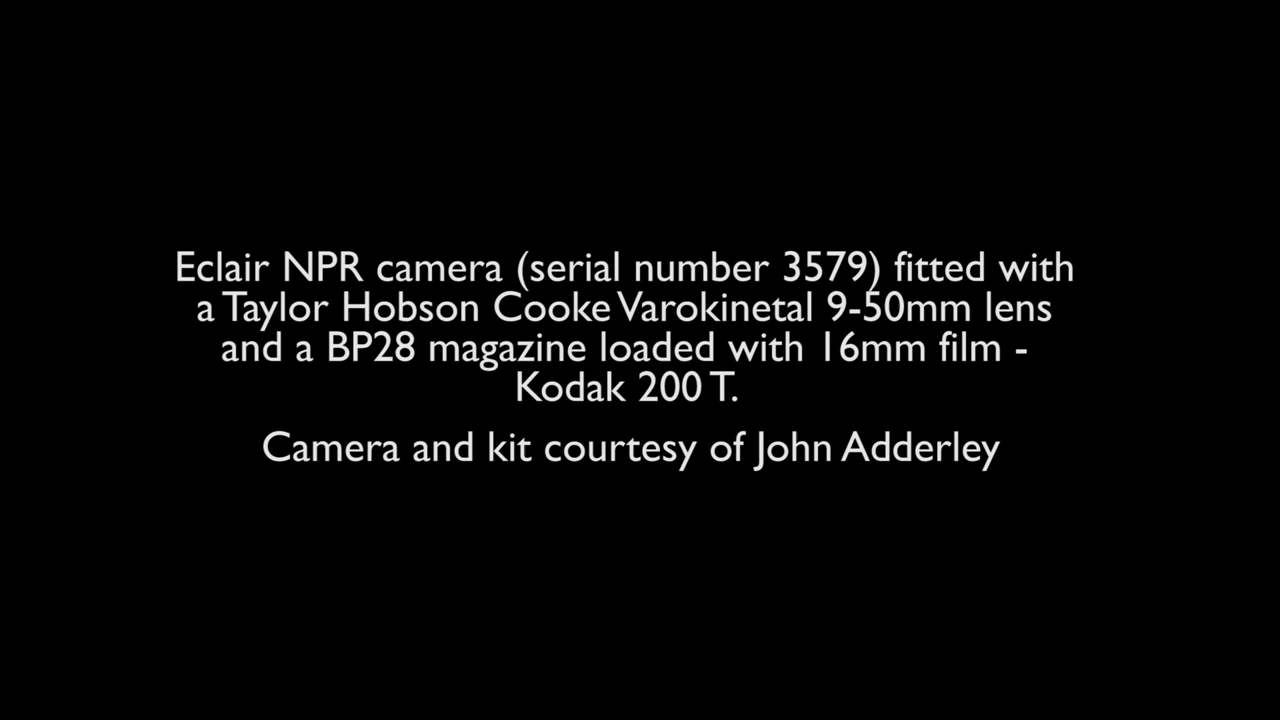 Eclair NPR camera (serial number 3579) fitted with
a Taylor Hobson Cooke Varokinetal 9-50mm lens
and a BP28 magazine loaded with 16mm film -
Kodak 200 T.
Camera and kit courtesy of John Adderley